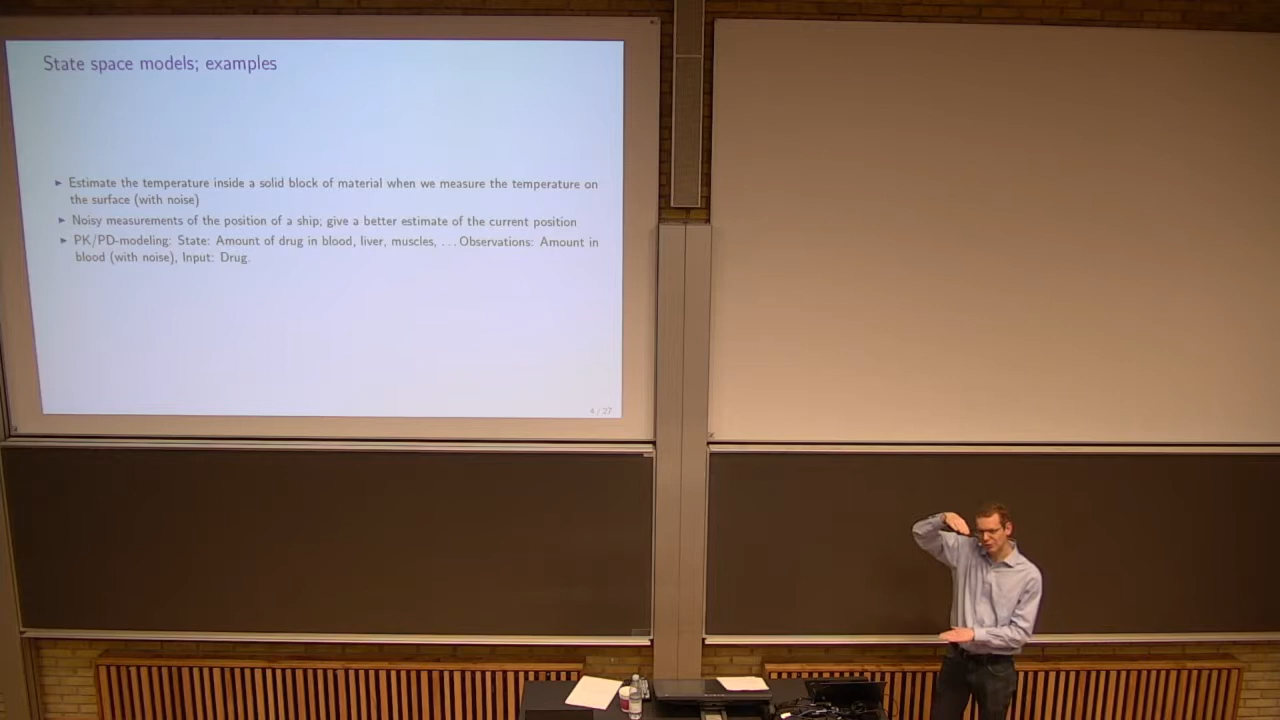 State space models; examples
▶ Estimate the temperature inside a solid block of material when we measure the temperature on
the surface (with noise)
▶ Noisy measurements of the position of a ship; give a better estimate of the current position
▶ PK/PD-modeling: State: Amount of drug in blood, liver, muscles, ... Observations: Amount in
blood (with noise), Input: Drug.
4 / 27